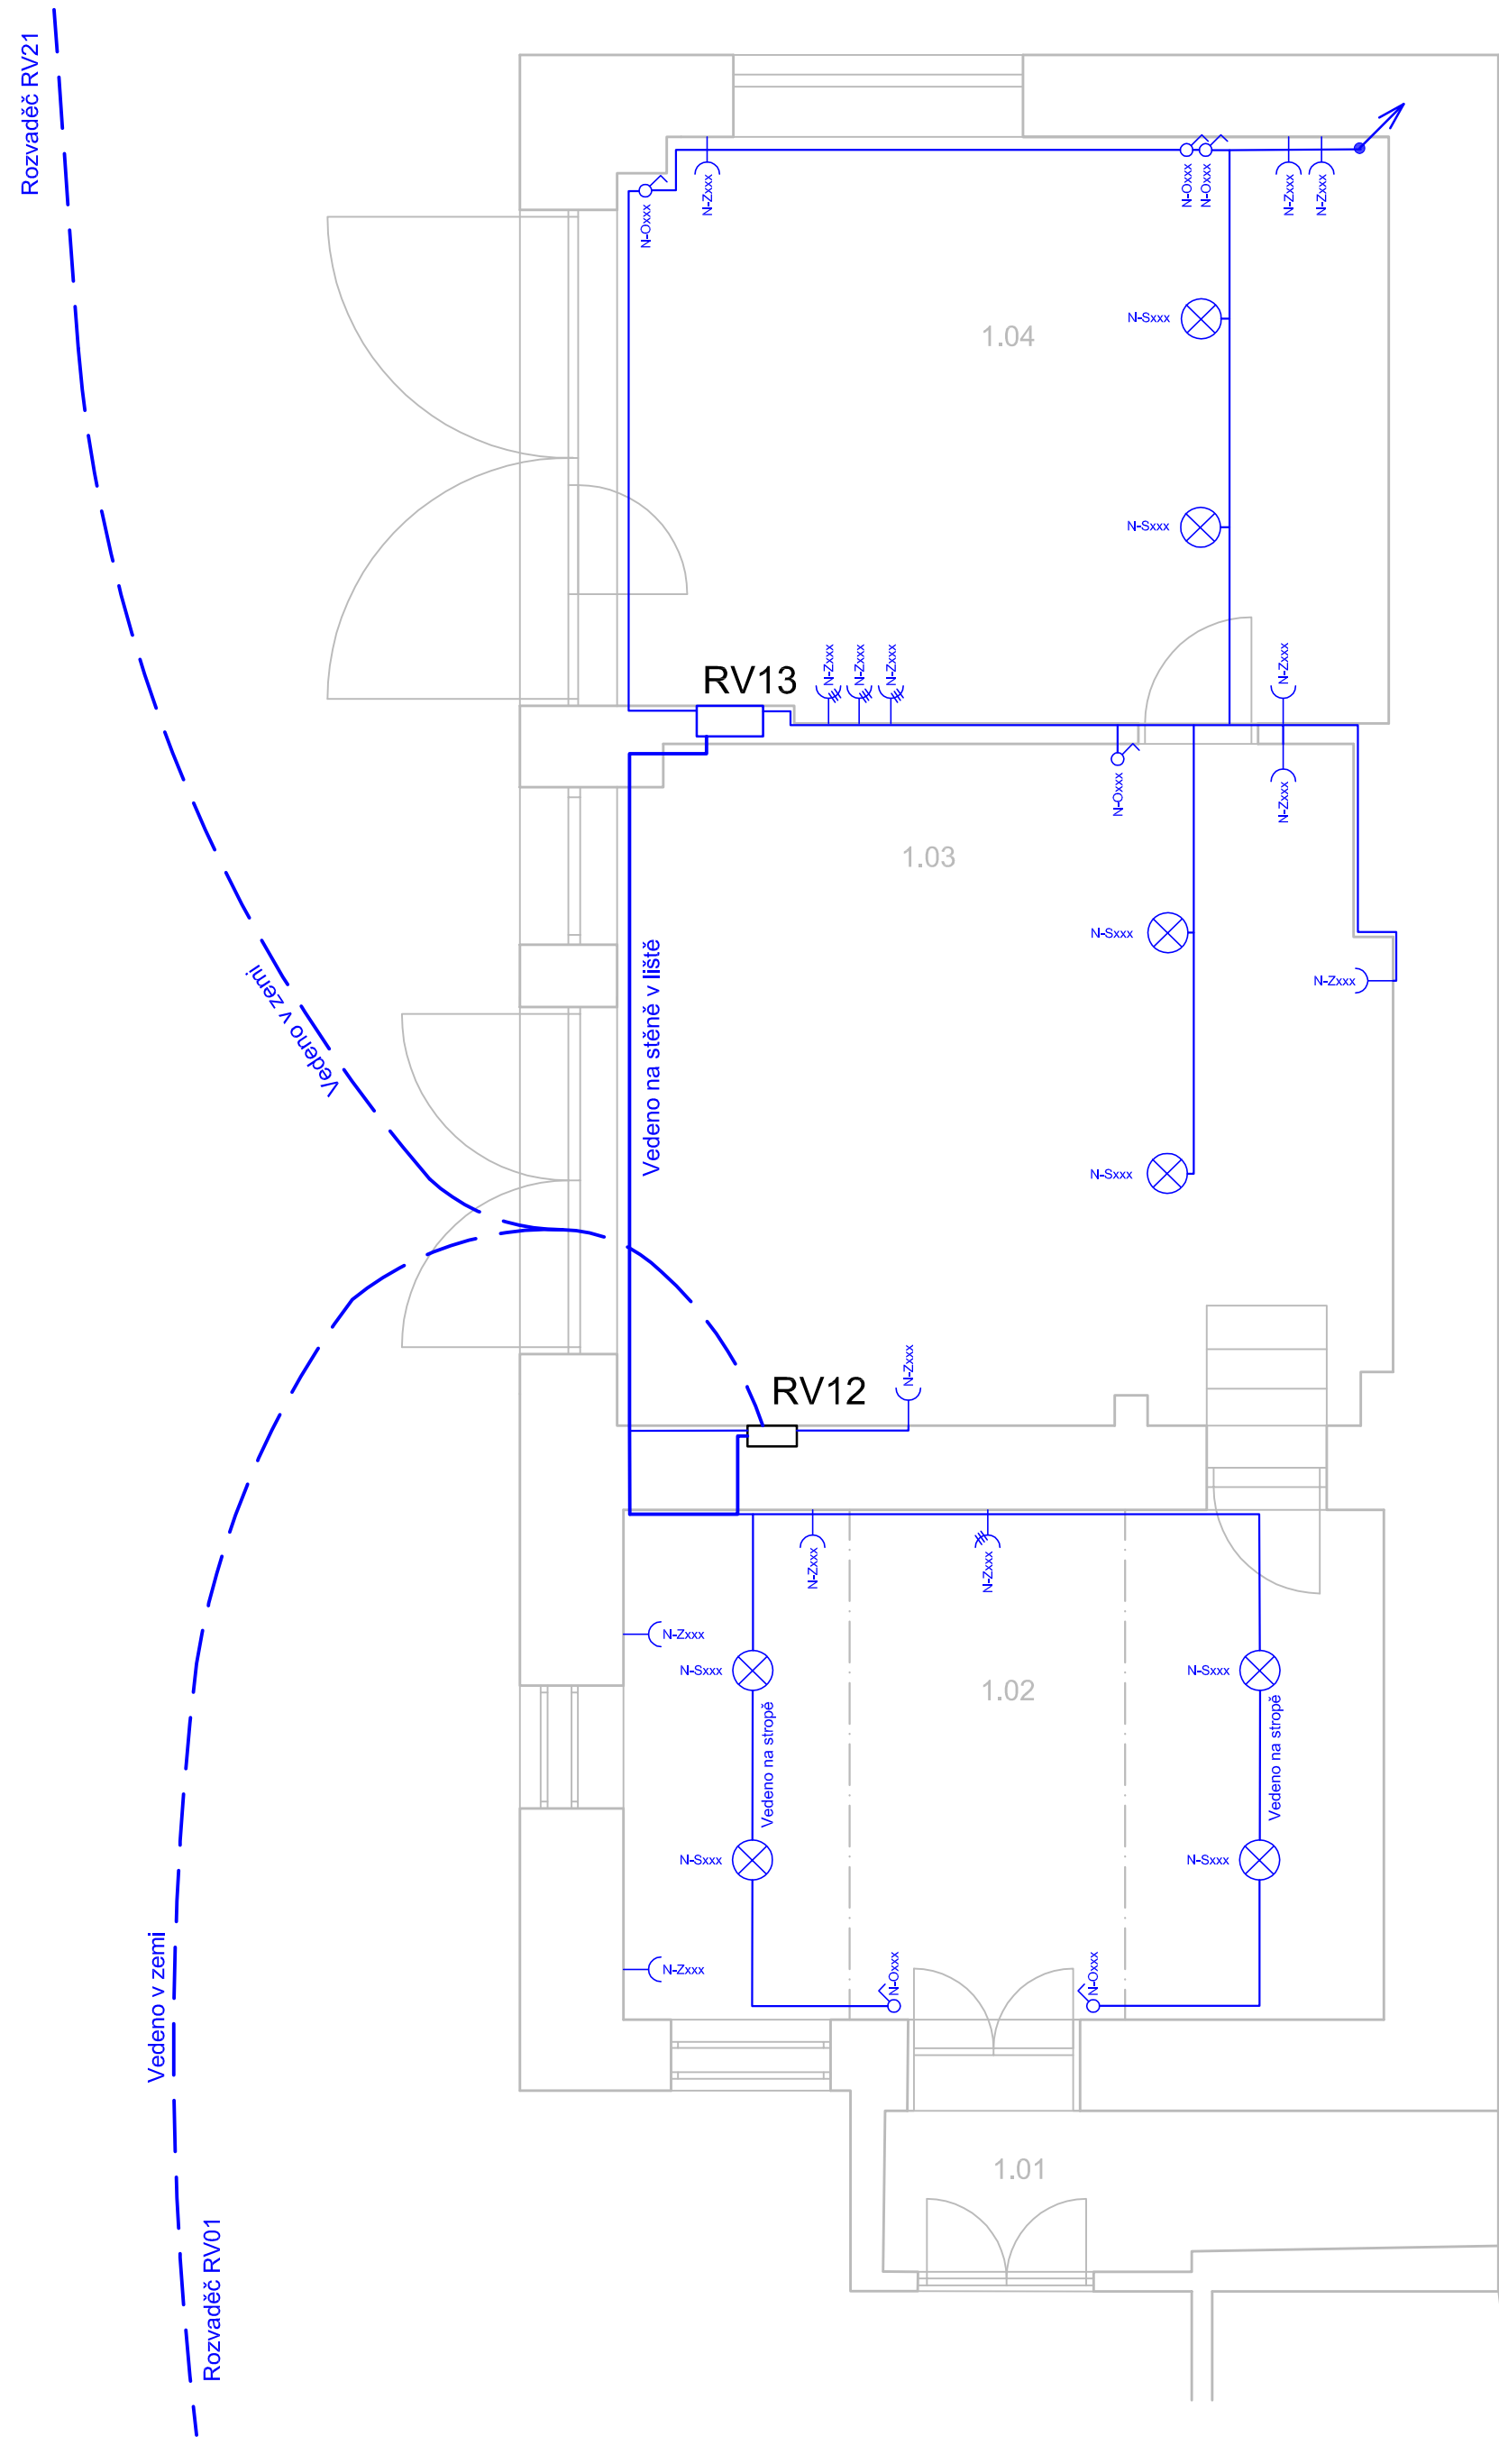 Rozvaděč RV21
N-Zxxx
N-Oxxx
N-Oxxx
N-Zxxx
N-Zxxx
N-Oxxx
N-Sxxx
1.04
N-Sxxx
RV13
N-Zxxx
N-Zxxx
N-Zxxx
N-Zxxx
N-Oxxx
N-Zxxx
1.03
N-Sxxx
N-Zxxx
Vedeno v zemi
Vedeno na stěně v liště
N-Sxxx
RV12
N-Zxxx
N-Zxxx
N-Zxxx
N-Zxxx
N-Sxxx
1.02
N-Sxxx
Vedeno na stropě
Vedeno na stropě
N-Sxxx
N-Sxxx
N-Zxxx
N-Oxxx
N-Oxxx
Vedeno v zemi
1.01
Rozvaděč RV01